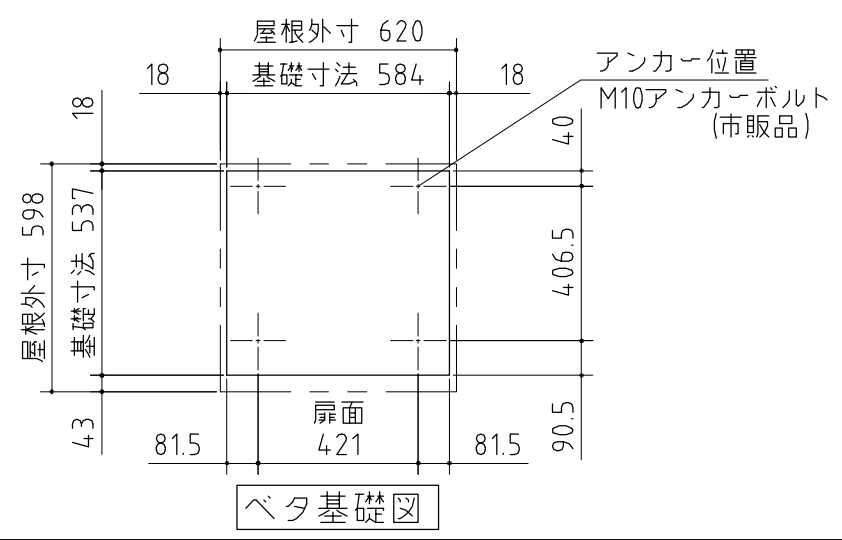 屋根外寸 620
18
基礎寸法 584
18
アンカー位置
M10アンカーボルト
(市販品)
18
40
屋根外寸 598
基礎寸法 537
406.5
43
扉面
90.5
81.5
421
81.5
ベタ基礎図